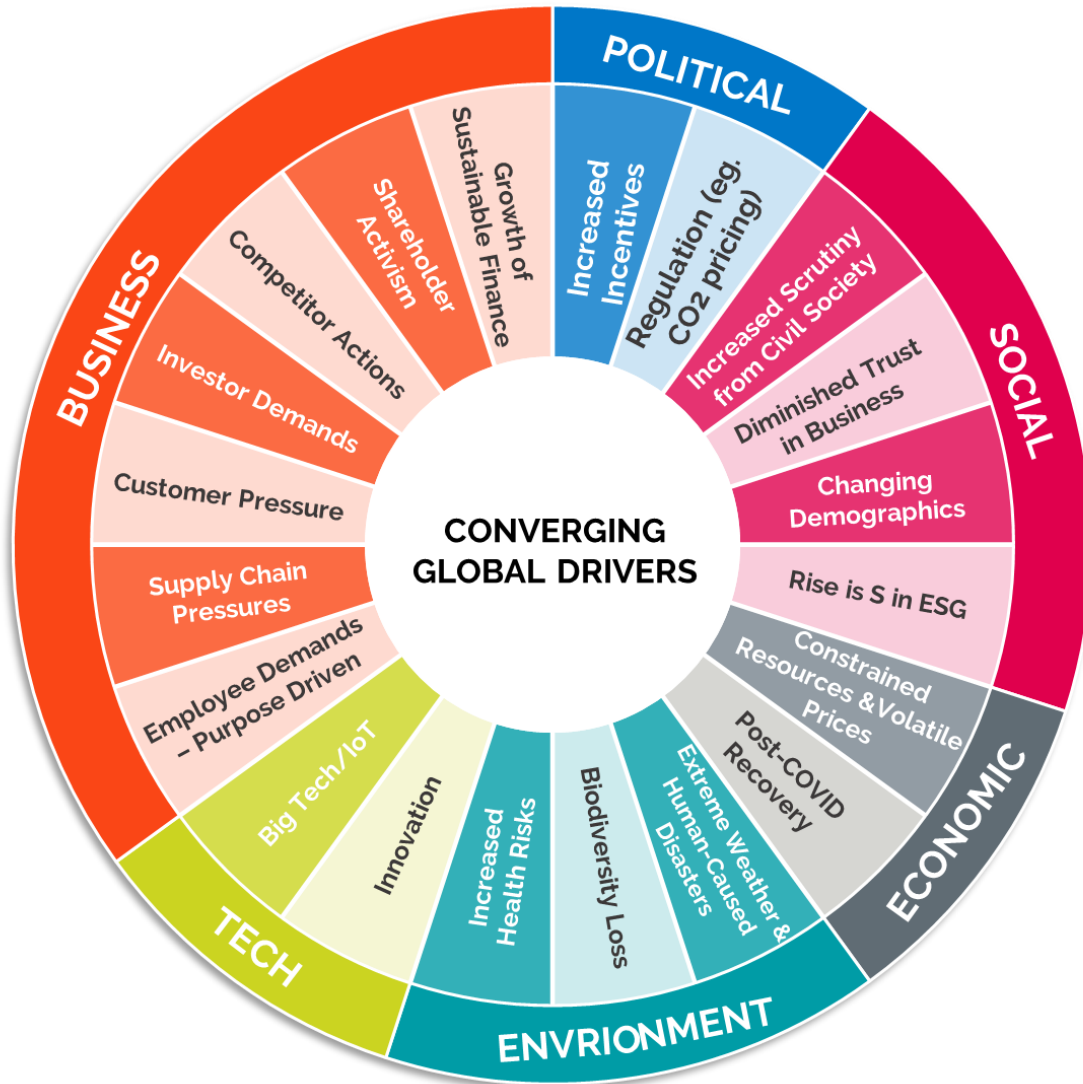 CONVERGING
GLOBAL DRIVERS
POLITICAL
Increased
Incentives
Regulation (eg.
CO2 pricing)
SOCIAL
Increased Scrutiny
from Civil Society
Diminished Trust
in Business
Changing
Demographics
Rise is S in ESG
ECONOMIC
Constrained
Resources &Volatile
Prices
Post-COVID
Recovery
ENVRIONMENT
Extreme Weather &
Human-Caused
Disasters
Biodiversity Loss
Increased
Health Risks
TECH
Innovation
Big Tech/IoT
BUSINESS
Employee Demands
– Purpose Driven
Supply Chain
Pressures
Customer Pressure
Investor Demands
Competitor Actions
Shareholder
Activism
Growth of
Sustainable Finance